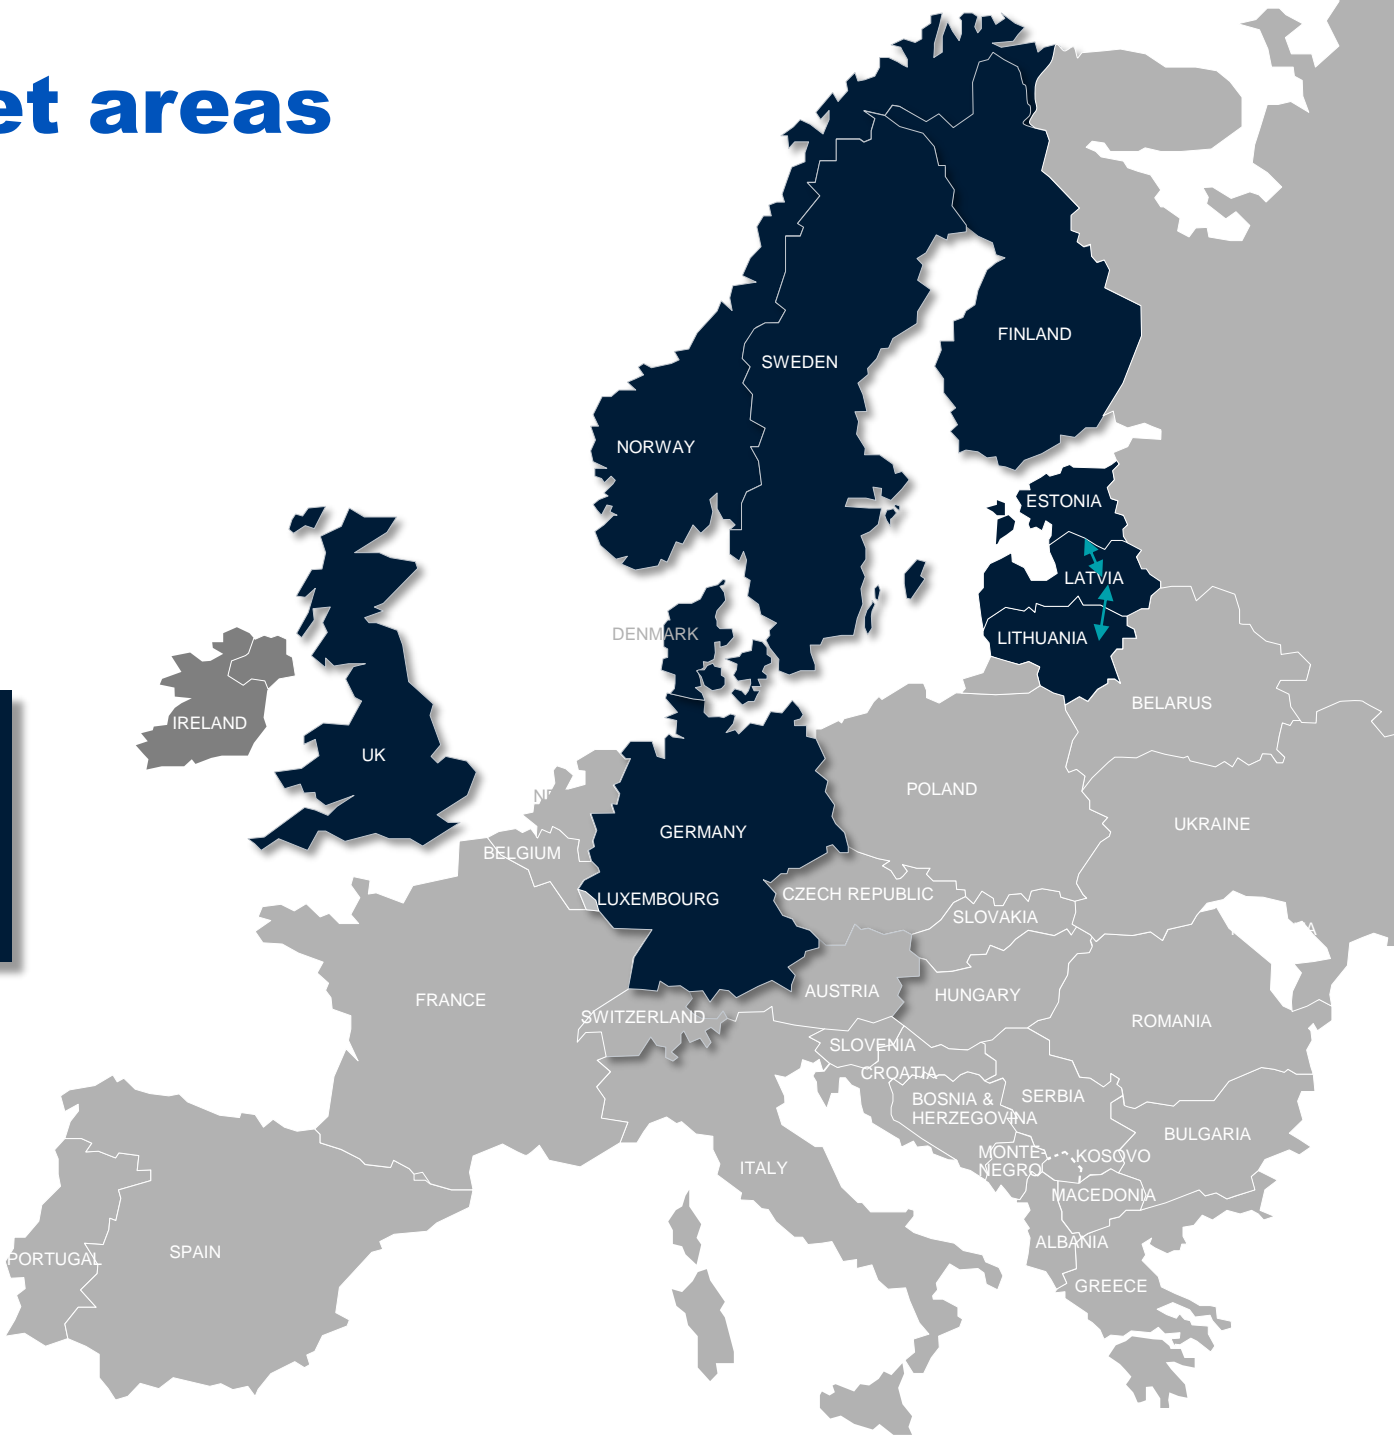 et areas
FINLAND
SWEDEN
NORWAY
ESTONIA
LATVIA
DENMARK
LITHUANIA
BELARUS
IRELAND
UK
POLAND
NE
UKRAINE
GERMANY
BELGIUM
CZECH REPUBLIC
LUXEMBOURG
SLOVAKIA
AUSTRIA
HUNGARY
FRANCE
SWITZERLAND
ROMANIA
SLOVENIA
CROATIA
BOSNIA &
HERZEGOVINA
SERBIA
BULGARIA
MONTE-
NEGRO
KOSOVO
ITALY
MACEDONIA
ALBANIA
SPAIN
PORTUGAL
GREECE